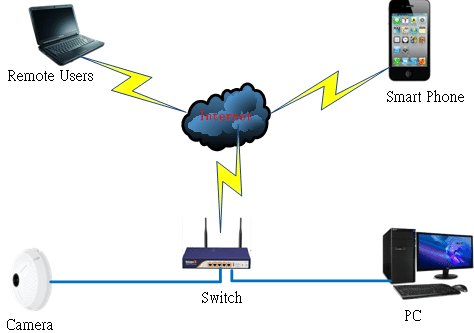 Remote Users
Smart Phone
Internet
Switch
Camera
PC